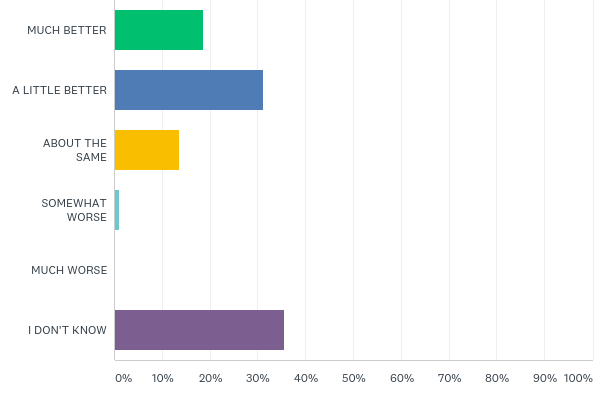 MUCH BETTER
A LITTLE BETTER
ABOUT THE
SAME
SOMEWHAT
WORSE
MUCH WORSE
I DON'T KNOW
0% 10% 20% 30% 40% 50% 60% 70% 80% 90% 100%